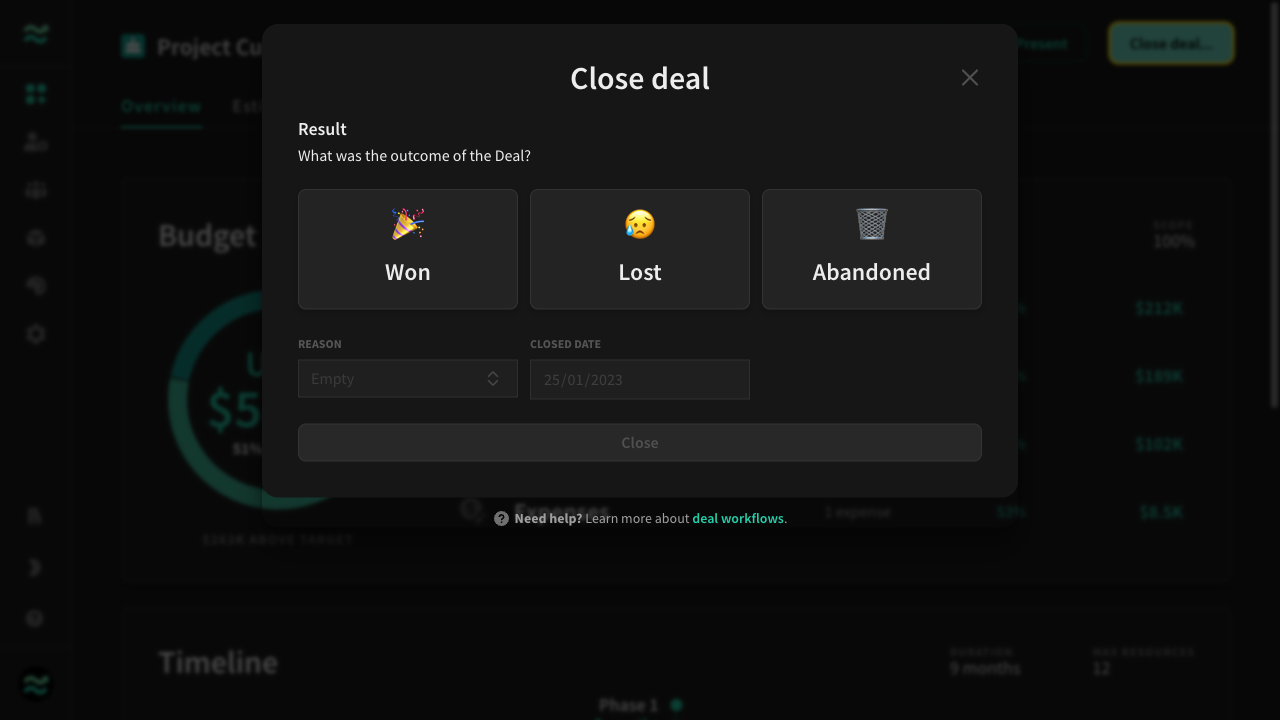 Project Cu
Present
Close deal...
Overview
Est
Close deal
Result
What was the outcome of the Deal?
Won
Lost
Abandoned
REASON
CLOSED DATE
Empty
25/01/2023
Close
Need help? Learn more about deal workflows.
Budget
SCOPE
100%
$212K
$189K
$102K
$5
51%
Expenses
1 expense
53%
$8.5K
Timeline
DURATION
9 months
MAX RESOURCES
12
Phase 1